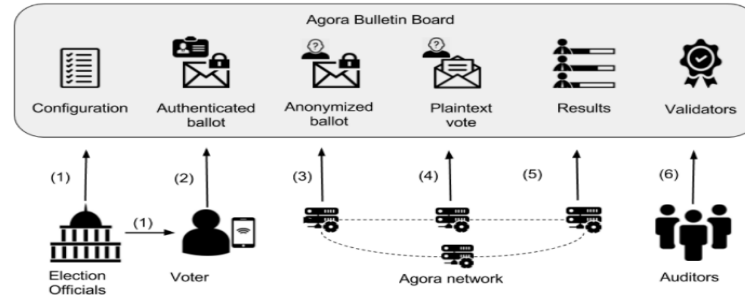 Agora Bulletin Board
Configuration
Authenticated
ballot
Anonymized
ballot
Plaintext
vote
Results
Validators
(1)
(2)
(3)
(4)
(5)
(6)
(1)
Election
Officials
Voter
Agora network
Auditors